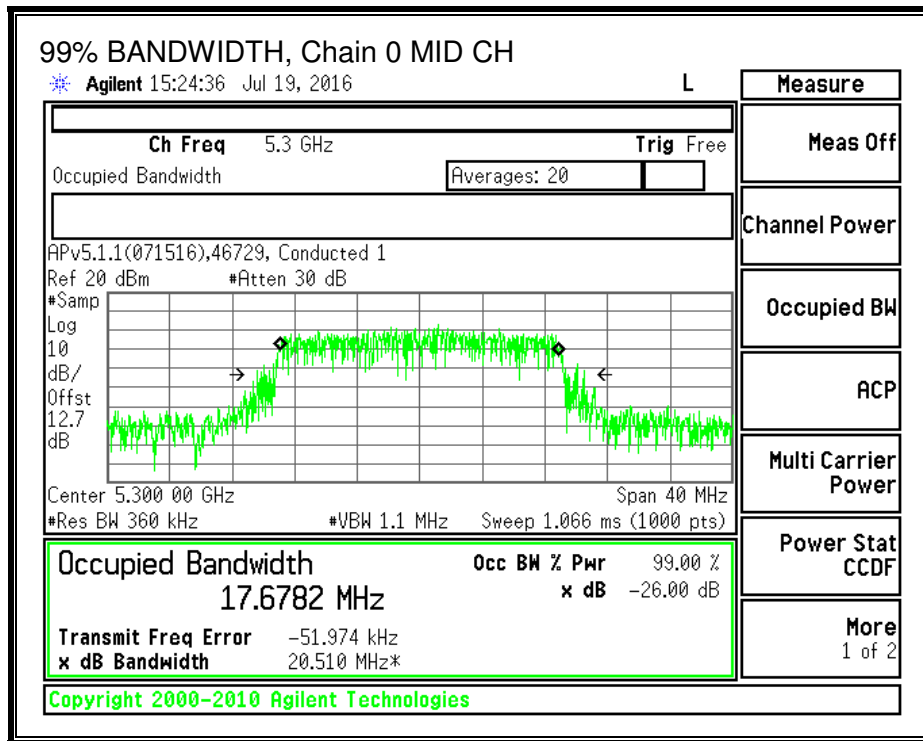 99% BANDWIDTH, Chain 0 MID CH
Agilent 15:24:36 Jul 19, 2016 L
Measure
Ch Freq 5.3 GHz Trig Free
Meas Off
Occupied Bandwidth Averages: 20
Channel Power
APv5.1.1(071516),46729, Conducted 1
Ref 20 dBm #Atten 30 dB
#Samp
Log
10
dB/
Offst
12.7
dB
Occupied BW
ACP
Multi Carrier
Power
Center 5.300 00 GHz Span 40 MHz
#Res BW 360 kHz #VBW 1.1 MHz Sweep 1.066 ms (1000 pts)
Power Stat
CCDF
Occupied Bandwidth Occ BW % Pwr 99.00 %
17.6782 MHz x dB -26.00 dB
Transmit Freq Error -51.974 kHz
x dB Bandwidth 20.510 MHz*
More
1 of 2
Copyright 2000-2010 Agilent Technologies